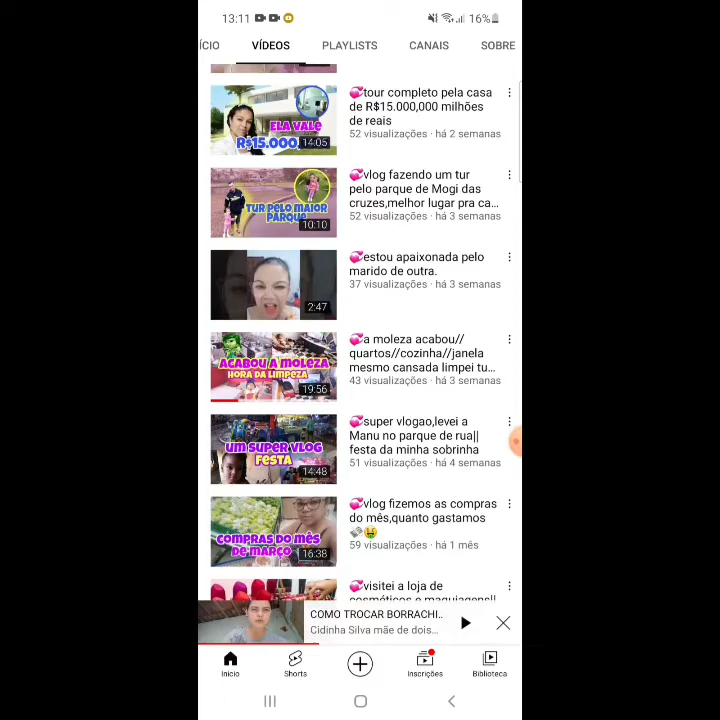 13:11
16%
ÍCIO VÍDEOS PLAYLISTS CANAIS SOBRE
ELA VALE
R$15.000,
14:05
💞tour completo pela casa
de R$15.000,000 milhões
de reais
52 visualizações · há 2 semanas
TUR PELO MAIOR
PARQUE
10:10
💞vlog fazendo um tur
pelo parque de Mogi das
cruzes,melhor lugar pra ca...
52 visualizações · há 3 semanas
2:47
💞estou apaixonada pelo
marido de outra.
37 visualizações · há 3 semanas
ACABOU A MOLEZA
HORA DA LIMPEZA
19:56
💞a moleza acabou//
quartos//cozinha//janela
mesmo cansada limpei tu...
43 visualizações · há 3 semanas
UM SUPER VLOG
FESTA
14:48
💞super vlogao,levei a
Manu no parque de rua||
festa da minha sobrinha
51 visualizações · há 4 semanas
COMPRAS DO MÊS
DE MARÇO
16:38
💞vlog fizemos as compras
do mês,quanto gastamos
💸🤑
59 visualizações · há 1 mês
💞visitei a loja de
cosméticos e maquiagens||
COMO TROCAR BORRACHI..
Cidinha Silva mãe de dois...
Início Shorts Inscrições Biblioteca